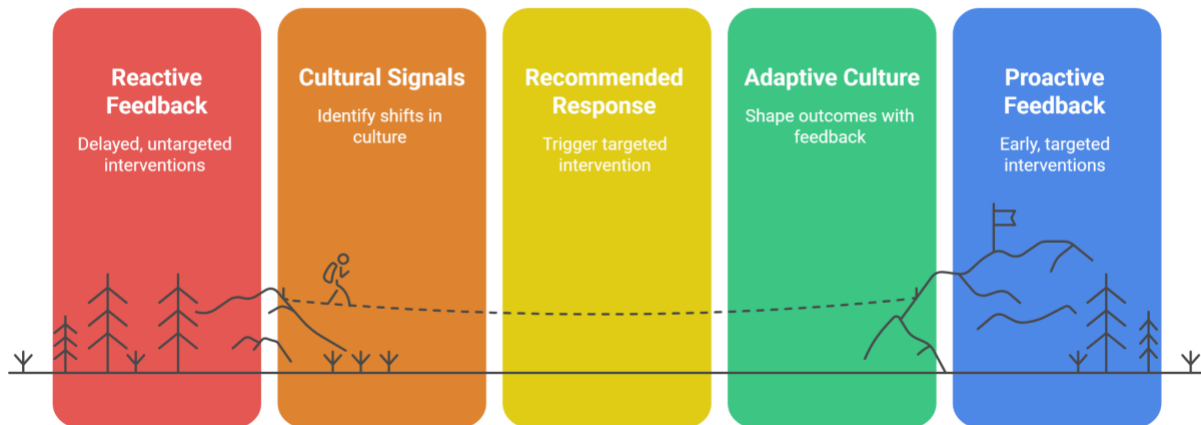 Reactive
Feedback
Delayed, untargeted
interventions
Cultural Signals
Identify shifts in
culture
Recommended
Response
Trigger targeted
intervention
Adaptive Culture
Shape outcomes with
feedback
Proactive
Feedback
Early, targeted
interventions